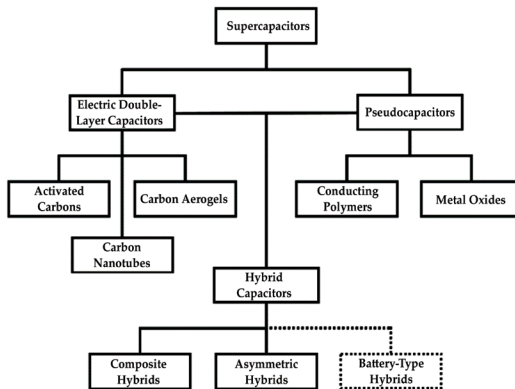 Supercapacitors
Electric Double-
Layer Capacitors
Pseudocapacitors
Activated
Carbons
Carbon Aerogels
Conducting
Polymers
Metal Oxides
Carbon
Nanotubes
Hybrid
Capacitors
Composite
Hybrids
Asymmetric
Hybrids
Battery-Type
Hybrids